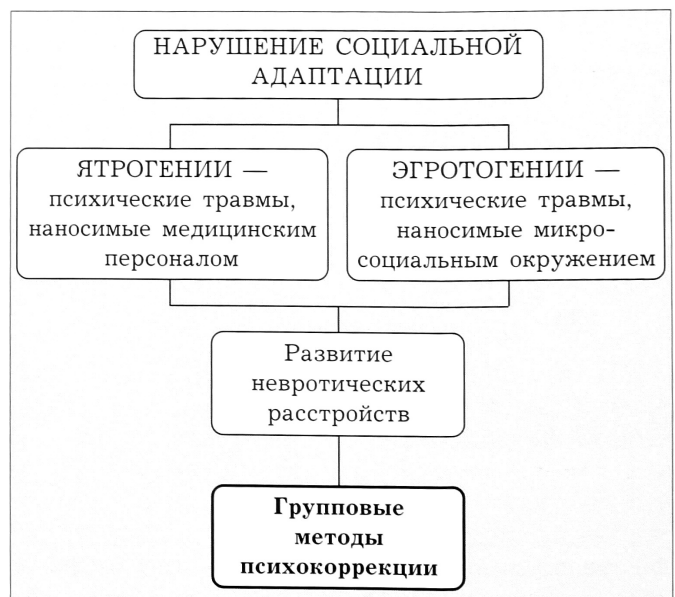 НАРУШЕНИЕ СОЦИАЛЬНОЙ
АДАПТАЦИИ
ЯТРОГЕНИИ —
психические травмы,
наносимые медицинским
персоналом
ЭГРОТОГЕНИИ —
психические травмы,
наносимые микро-
социальным окружением
Развитие
невротических
расстройств
Групповые
методы
психокоррекции